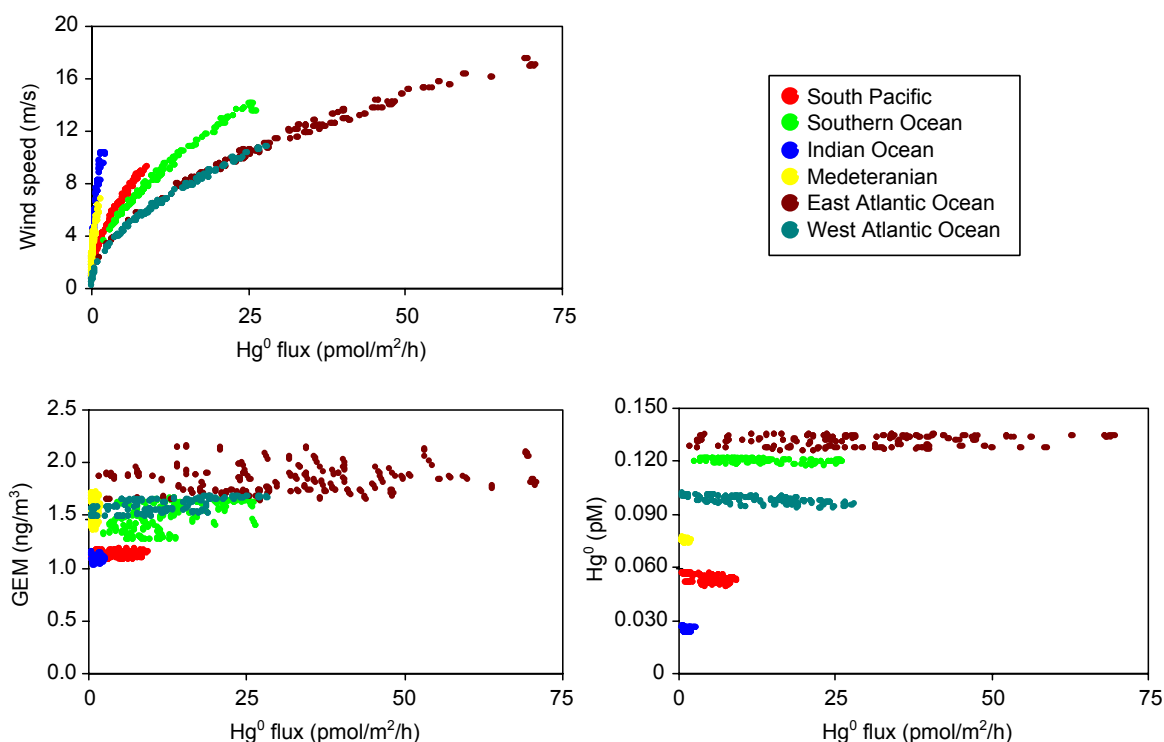 20
16
12
8
4
0
Wind speed (m/s)
0 25 50 75
Hg⁰ flux (pmol/m²/h)
South Pacific
Southern Ocean
Indian Ocean
Medeteranian
East Atlantic Ocean
West Atlantic Ocean
2.5
2.0
1.5
1.0
0.5
0.0
GEM (ng/m³)
0 25 50 75
Hg⁰ flux (pmol/m²/h)
0.150
0.120
0.090
0.060
0.030
0
Hg⁰ (pM)
0 25 50 75
Hg⁰ flux (pmol/m²/h)